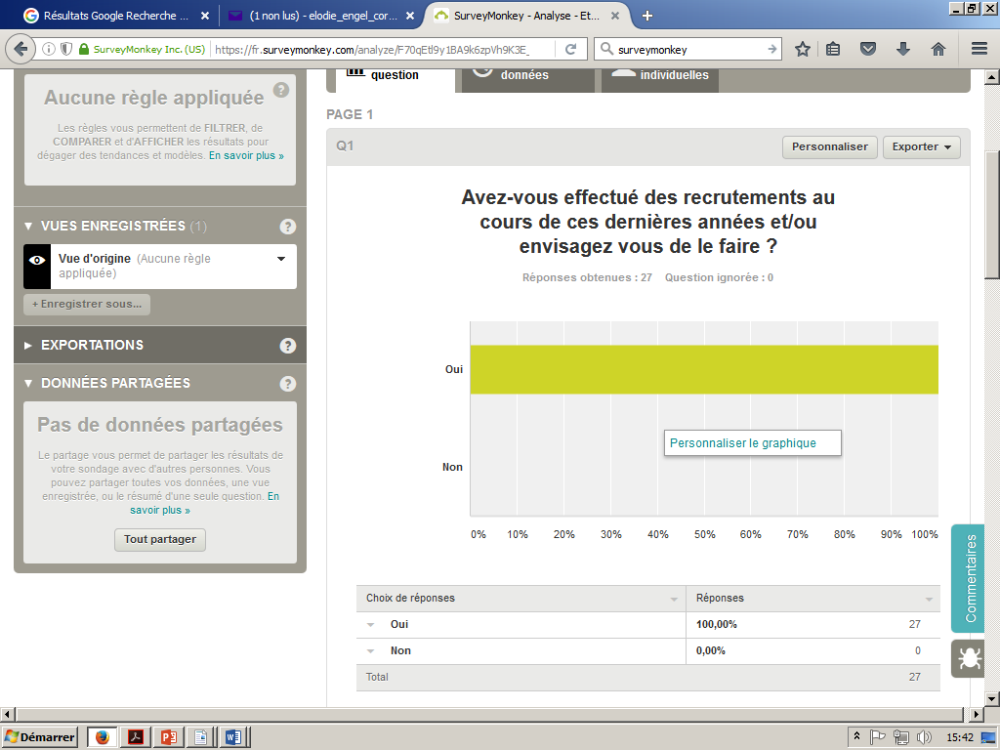 Résultats Google Recherche ...
(1 non lus) - elodie_engel_cor...
SurveyMonkey - Analyse - Et...
SurveyMonkey Inc. (US)
https://fr.surveymonkey.com/analyze/F70qEtl9y1BA9k6zpVh9K3E_
surveymonkey
question
données
individuelles
Aucune règle appliquée
?
Les règles vous permettent de FILTRER, de
COMPARER et d'AFFICHER les résultats pour
dégager des tendances et modèles. En savoir plus »
VUES ENREGISTRÉES (1)
?
Vue d'origine (Aucune règle
appliquée)
+ Enregistrer sous...
EXPORTATIONS
?
DONNÉES PARTAGÉES
?
Pas de données partagées
Le partage vous permet de partager les résultats de
votre sondage avec d'autres personnes. Vous
pouvez partager toutes vos données, une vue
enregistrée, ou le résumé d'une seule question. En
savoir plus »
Tout partager
PAGE 1
Q1
Personnaliser
Exporter
Avez-vous effectué des recrutements au
cours de ces dernières années et/ou
envisagez vous de le faire ?
Réponses obtenues : 27 Question ignorée : 0
Oui
Personnaliser le graphique
Non
0% 10% 20% 30% 40% 50% 60% 70% 80% 90% 100%
Choix de réponses Réponses
Oui 100,00% 27
Non 0,00% 0
Total 27
Commentaires
Démarrer
15:42